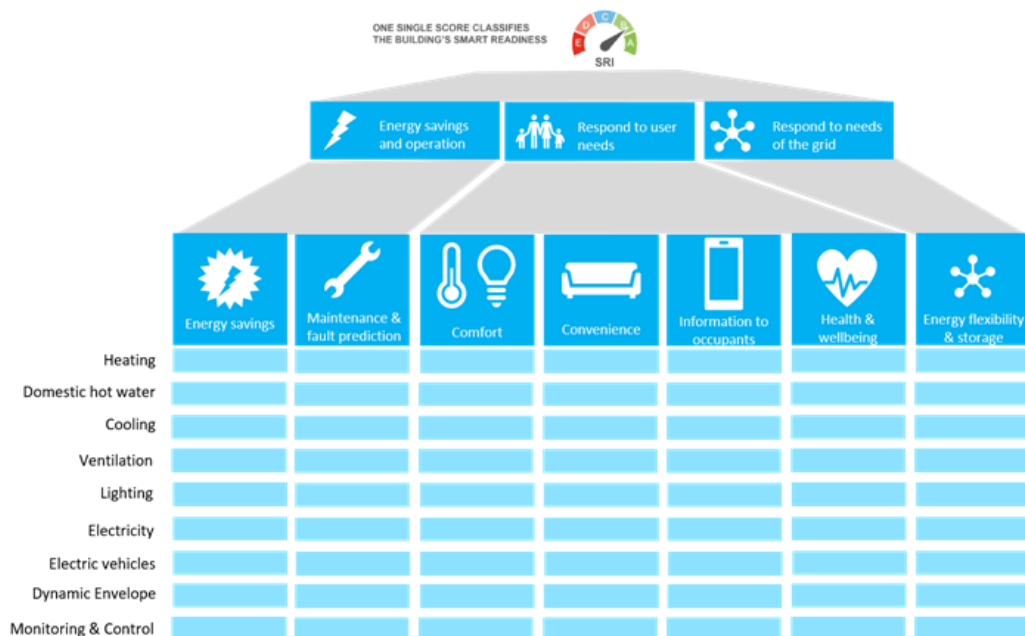 ONE SINGLE SCORE CLASSIFIES
THE BUILDING'S SMART READINESS
E D C B A
SRI
Energy savings
and operation
Respond to user
needs
Respond to needs
of the grid
Energy savings
Maintenance &
fault prediction
Comfort
Convenience
Information to
occupants
Health &
wellbeing
Energy flexibility
& storage
Heating
Domestic hot water
Cooling
Ventilation
Lighting
Electricity
Electric vehicles
Dynamic Envelope
Monitoring & Control